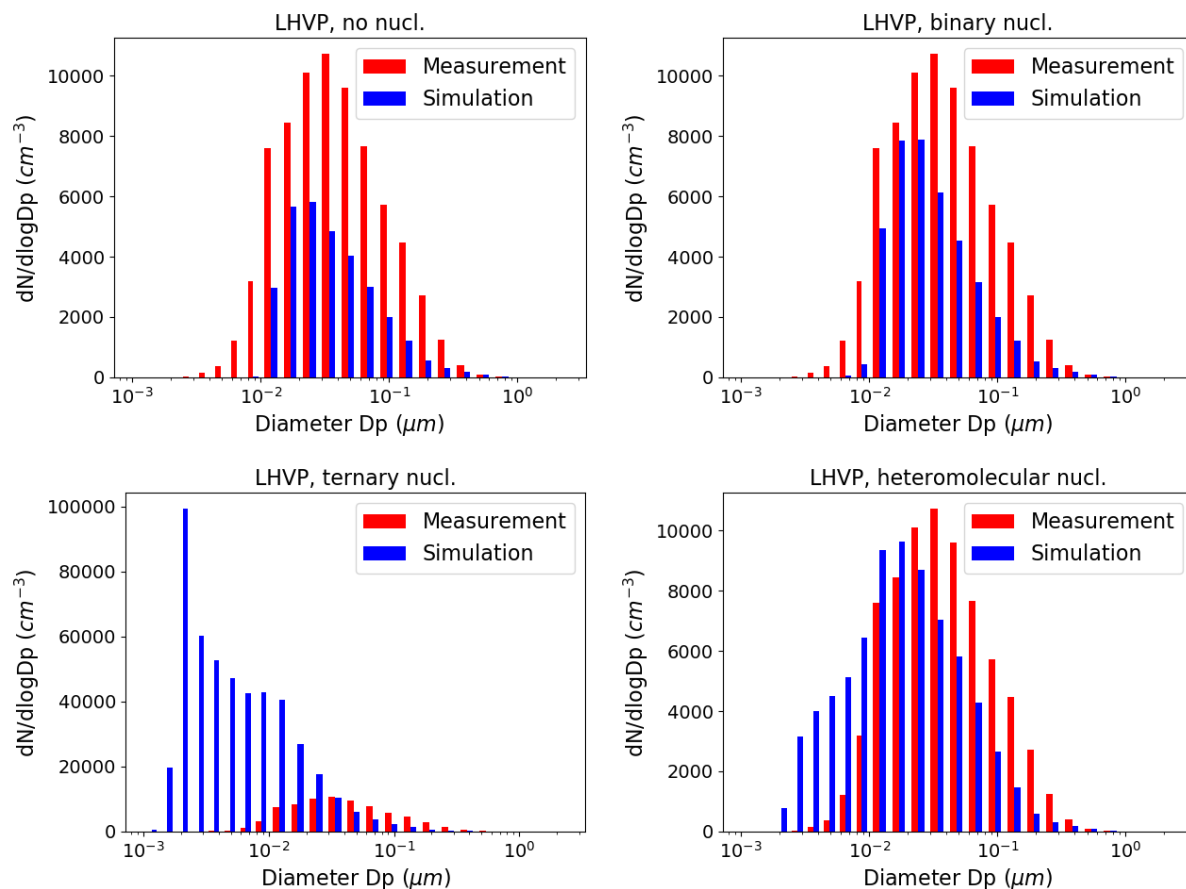 LHVP, no nucl.
dN/dlogDp (cm⁻³)
10000
8000
6000
4000
2000
0
Measurement
Simulation
10⁻³ 10⁻² 10⁻¹ 10⁰
Diameter Dp (μm)
LHVP, binary nucl.
dN/dlogDp (cm⁻³)
10000
8000
6000
4000
2000
0
Measurement
Simulation
10⁻³ 10⁻² 10⁻¹ 10⁰
Diameter Dp (μm)
LHVP, ternary nucl.
dN/dlogDp (cm⁻³)
100000
80000
60000
40000
20000
0
Measurement
Simulation
10⁻³ 10⁻² 10⁻¹ 10⁰
Diameter Dp (μm)
LHVP, heteromolecular nucl.
dN/dlogDp (cm⁻³)
10000
8000
6000
4000
2000
0
Measurement
Simulation
10⁻³ 10⁻² 10⁻¹ 10⁰
Diameter Dp (μm)